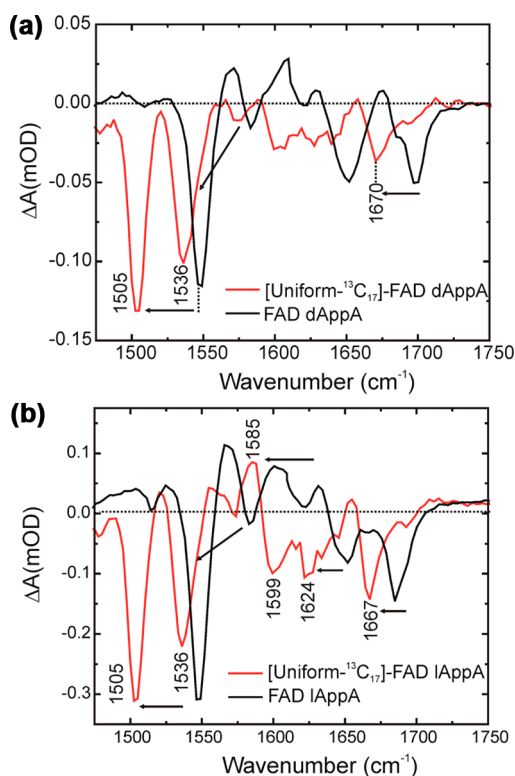 (a)
0.05
0.00
-0.05
-0.10
-0.15
ΔA(mOD)
1505
1536
1670
[Uniform-¹³C₁₇]-FAD dAppA
FAD dAppA
1500 1550 1600 1650 1700 1750
Wavenumber (cm⁻¹)
(b)
0.1
0.0
-0.1
-0.2
-0.3
ΔA(mOD)
1505
1536
1585
1599
1624
1667
[Uniform-¹³C₁₇]-FAD lAppA
FAD lAppA
1500 1550 1600 1650 1700 1750
Wavenumber (cm⁻¹)